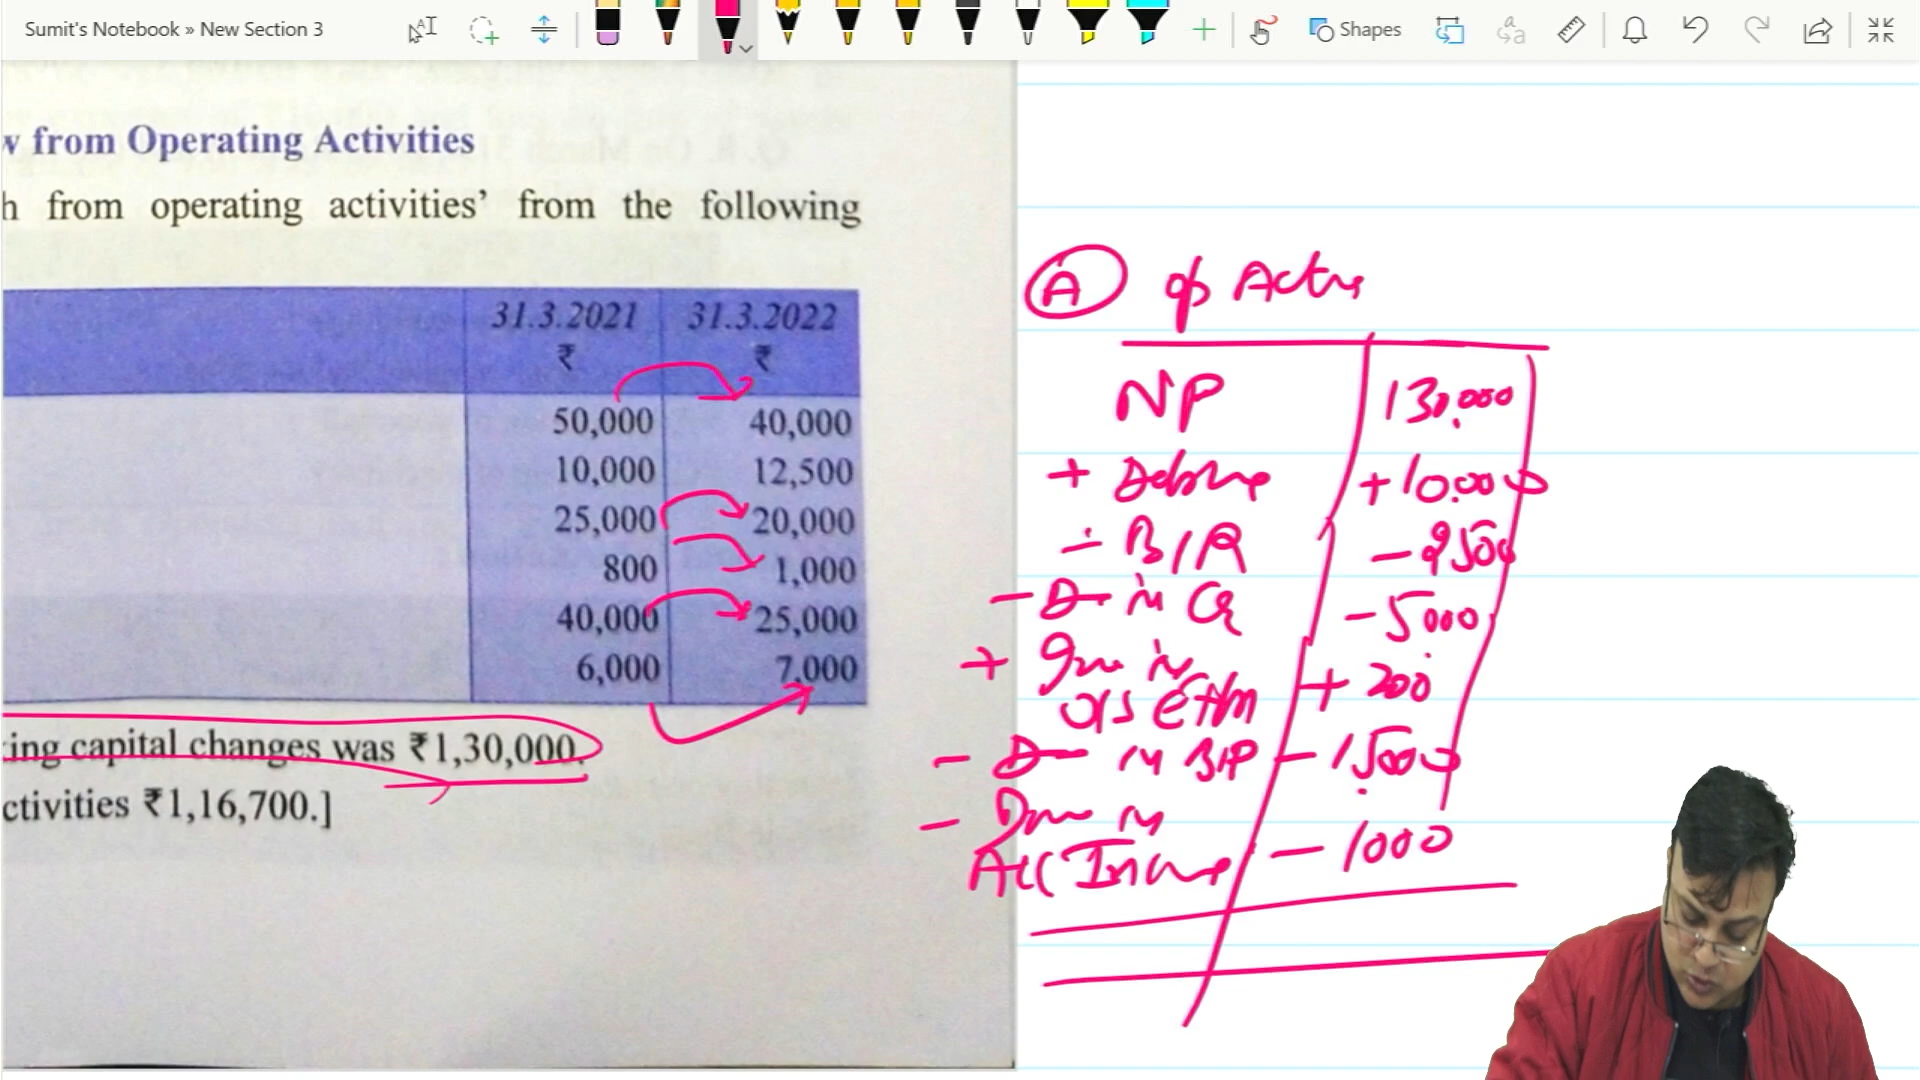 Sumit's Notebook » New Section 3
Shapes
w from Operating Activities
h from operating activities' from the following
31.3.2021 31.3.2022
₹ ₹
50,000 40,000
10,000 12,500
25,000 20,000
800 1,000
40,000 25,000
6,000 7,000
ing capital changes was ₹1,30,000.
ctivities ₹1,16,700.]
A
NP 130,000
+ +10,000
- B/R - 2500
- - 5000
+ + 200
- B/P - 15000
-
Acc - 1000